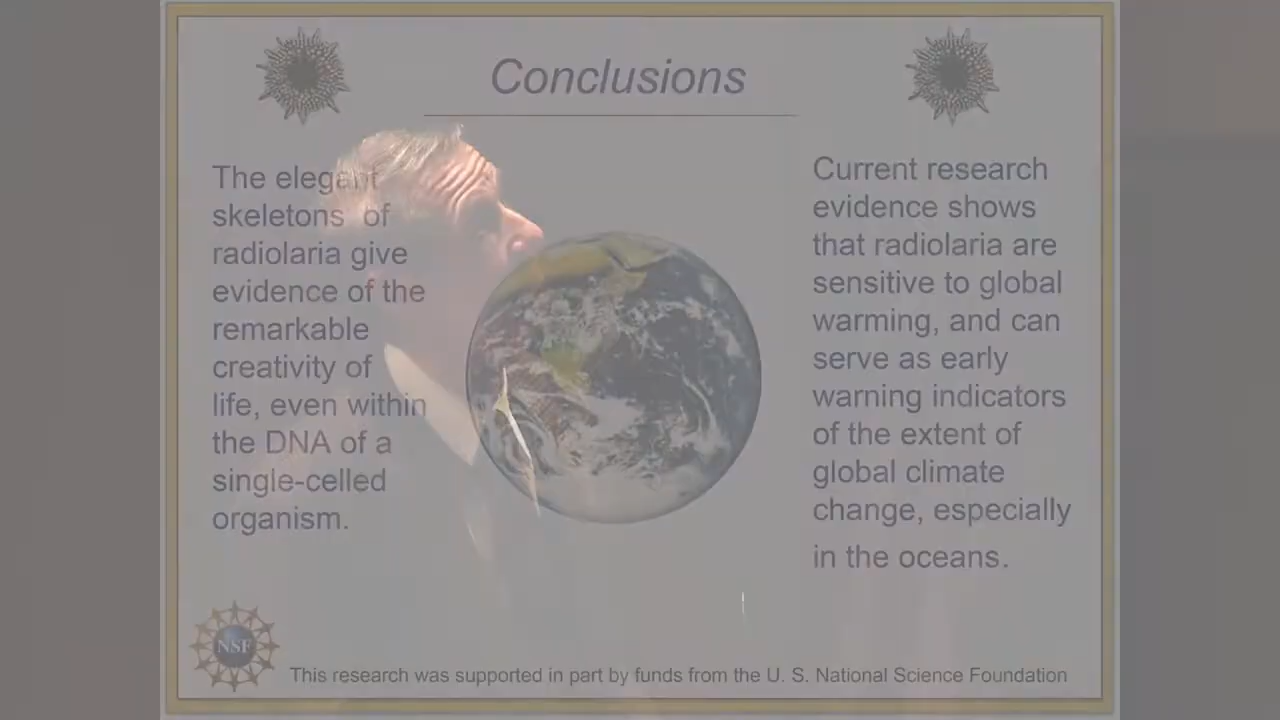 Conclusions
The elegant
skeletons of
radiolaria give
evidence of the
remarkable
creativity of
life, even within
the DNA of a
single-celled
organism.
Current research
evidence shows
that radiolaria are
sensitive to global
warming, and can
serve as early
warning indicators
of the extent of
global climate
change, especially
in the oceans.
NSF
This research was supported in part by funds from the U. S. National Science Foundation